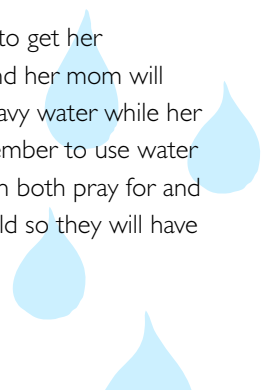 to get her
nd her mom will
avy water while her
ember to use water
n both pray for and
ld so they will have